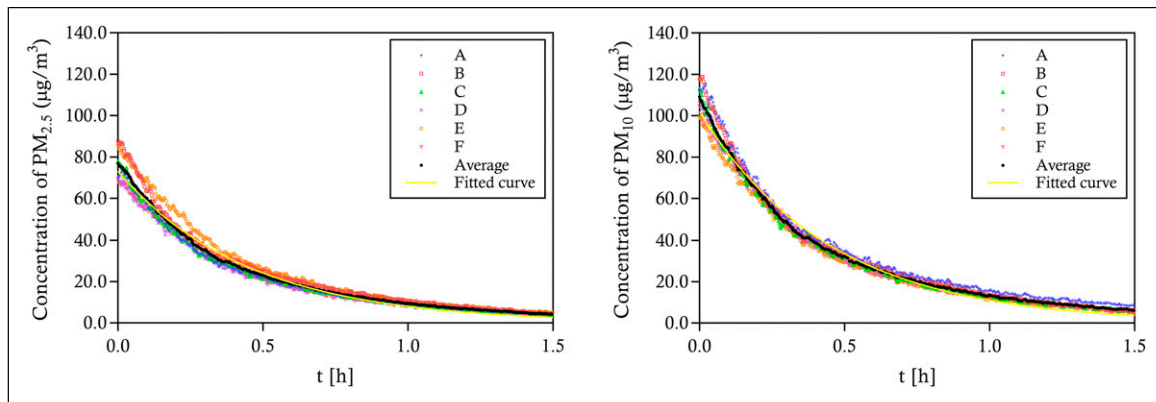 Concentration of PM2.5 (µg/m3)
140.0
120.0
100.0
80.0
60.0
40.0
20.0
0.0
0.0 0.5 1.0 1.5
t [h]
A
B
C
D
E
F
Average
Fitted curve
Concentration of PM10 (µg/m3)
140.0
120.0
100.0
80.0
60.0
40.0
20.0
0.0
0.0 0.5 1.0 1.5
t [h]
A
B
C
D
E
F
Average
Fitted curve